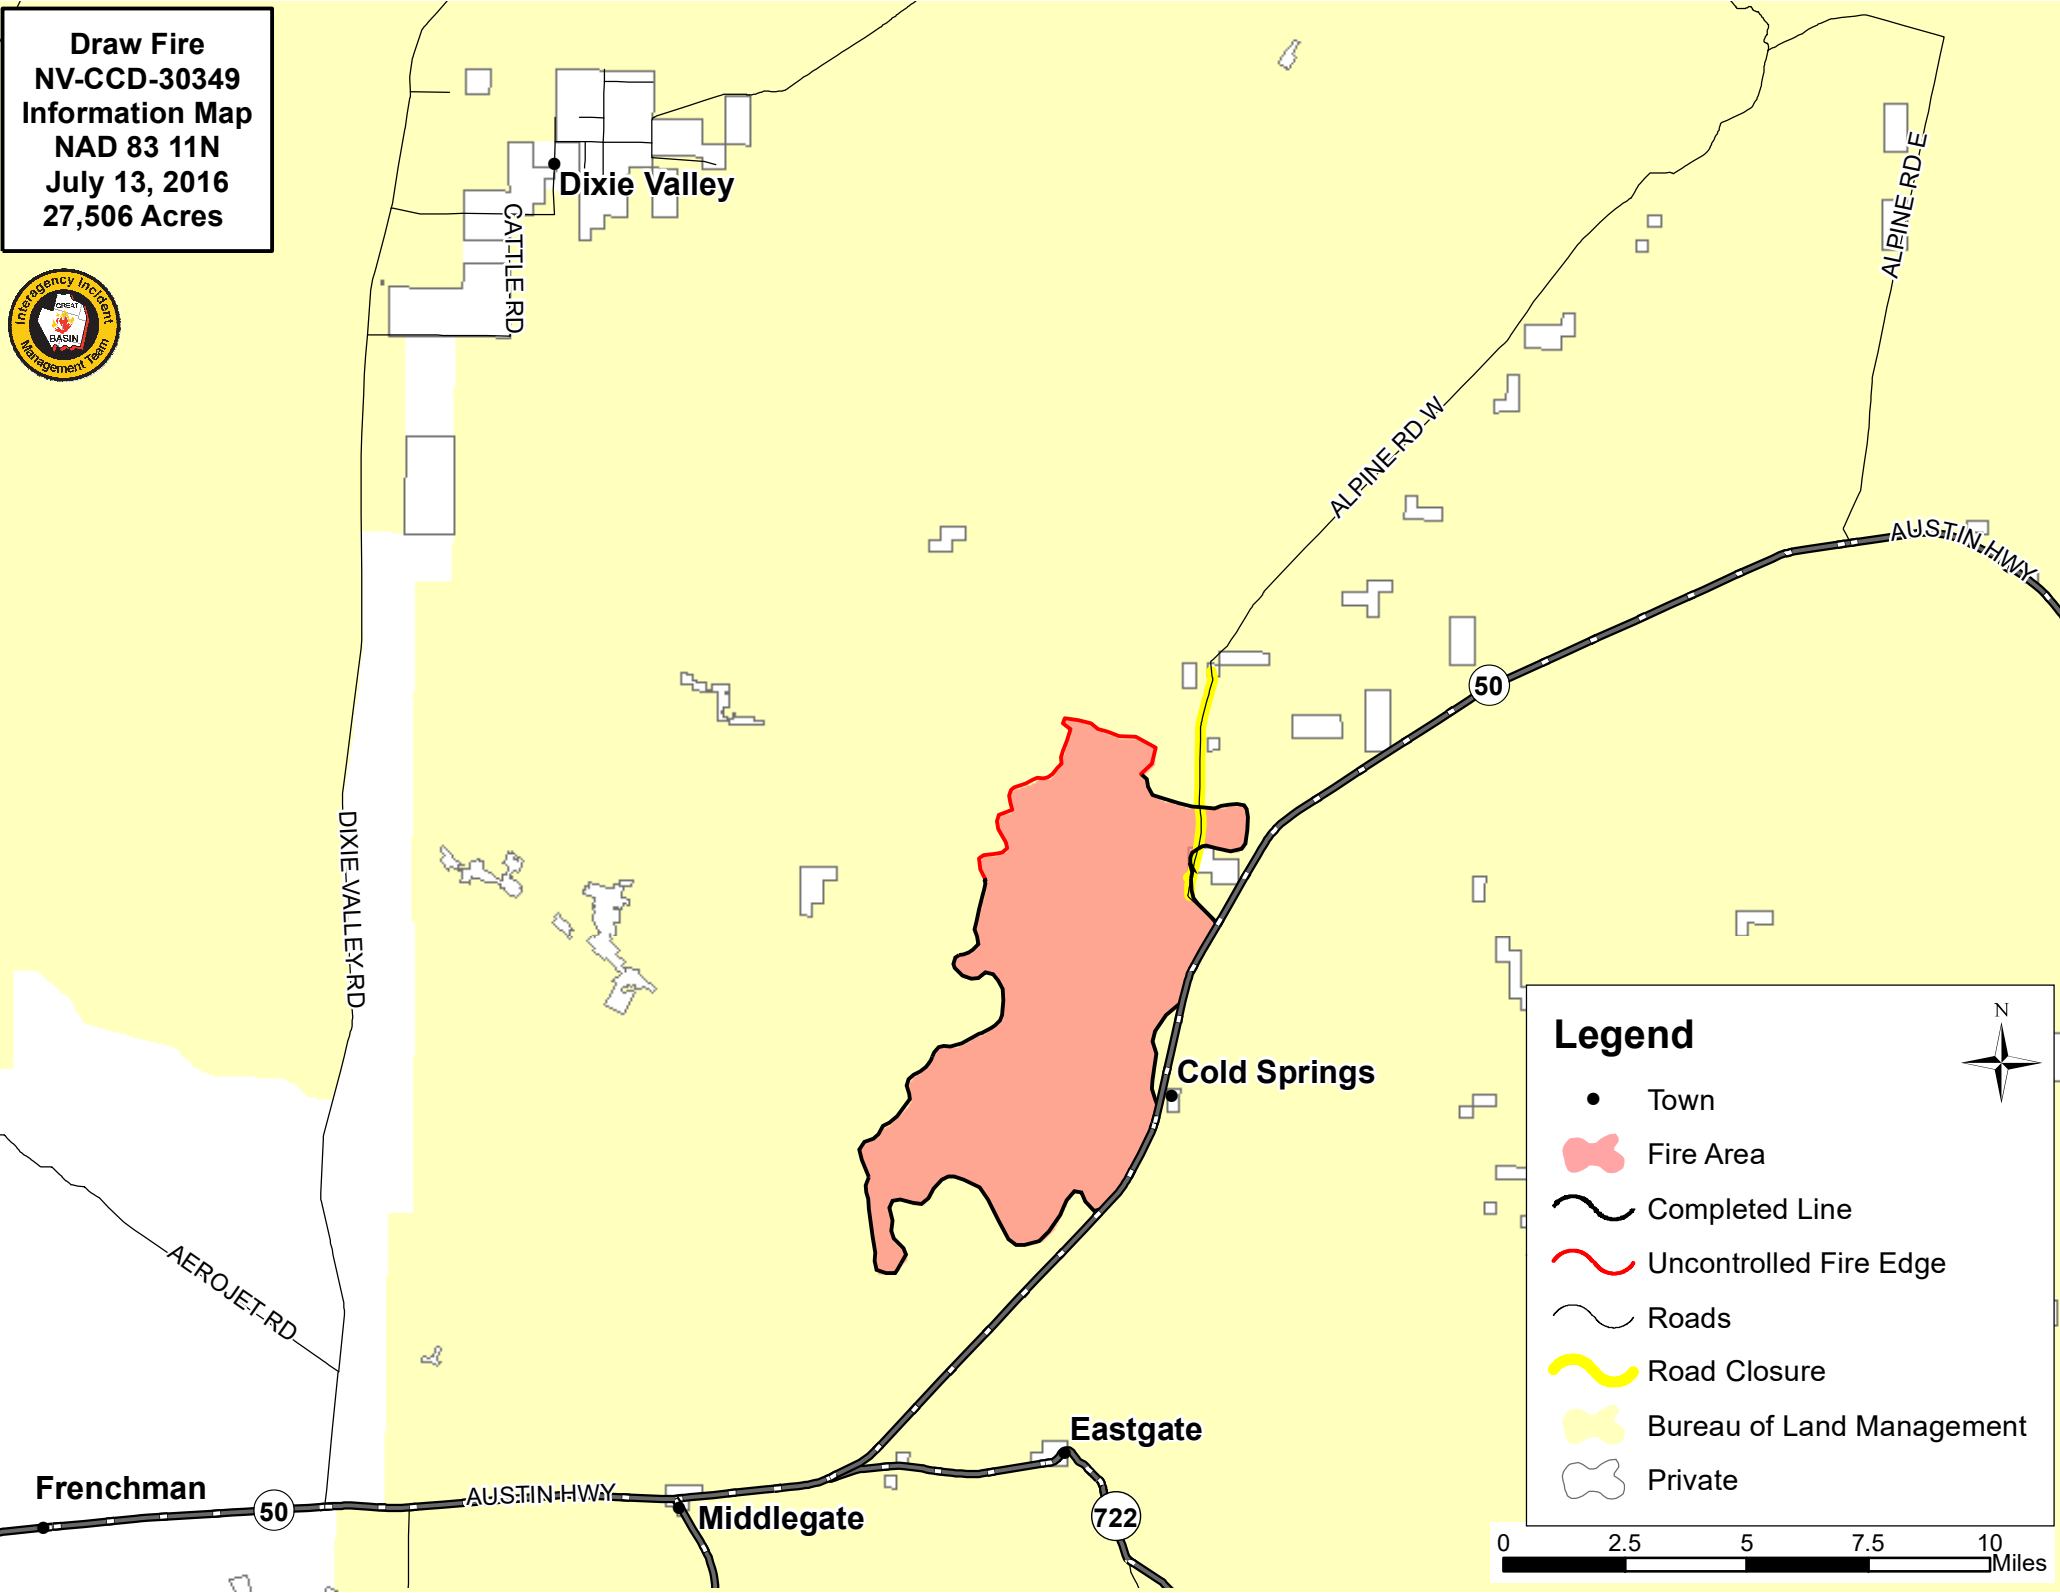 Draw Fire
NV-CCD-30349
Information Map
NAD 83 11N
July 13, 2016
27,506 Acres
Interagency Incident
GREAT
BASIN
Management Team
Dixie Valley
CATTLE RD
ALPINE RD E
ALPINE RD W
AUSTIN HWY
50
DIXIE VALLEY RD
Cold Springs
AEROJET RD
Eastgate
Frenchman
50
AUSTIN HWY
Middlegate
722
Legend
N
Town
Fire Area
Completed Line
Uncontrolled Fire Edge
Roads
Road Closure
Bureau of Land Management
Private
0 2.5 5 7.5 10
Miles